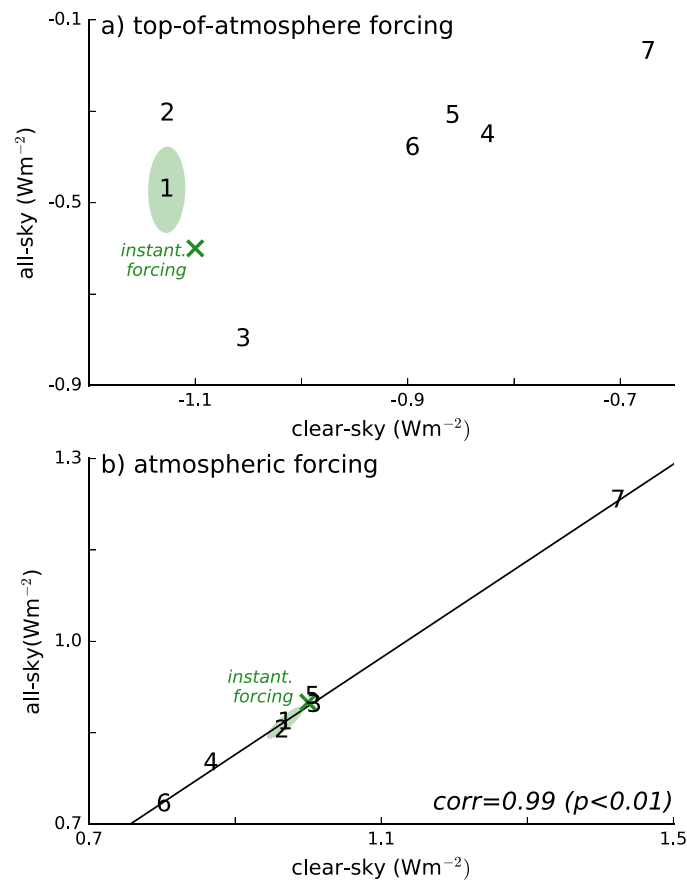 a) top-of-atmosphere forcing
-0.1
-0.5
-0.9
all-sky (Wm⁻²)
7
2
5
4
6
1
instant.
forcing
3
-1.1
-0.9
-0.7
clear-sky (Wm⁻²)
b) atmospheric forcing
1.3
1.0
0.7
all-sky(Wm⁻²)
7
instant.
forcing
5
3
1
2
4
6
corr=0.99 (p<0.01)
0.7
1.1
1.5
clear-sky (Wm⁻²)